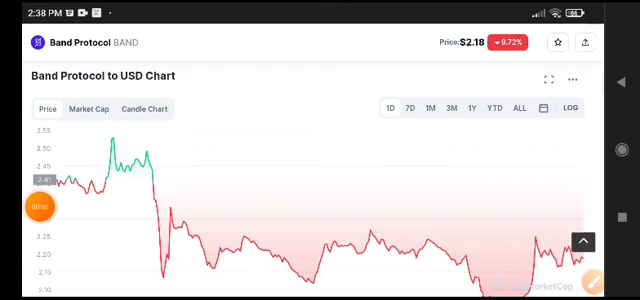 2:38 PM
65
Band Protocol BAND
Price:$2.18 9.72%
Band Protocol to USD Chart
Price Market Cap Candle Chart
1D 7D 1M 3M 1Y YTD ALL LOG
2.55
2.50
2.45
2.41
00:50
2.25
2.20
2.15
2.10